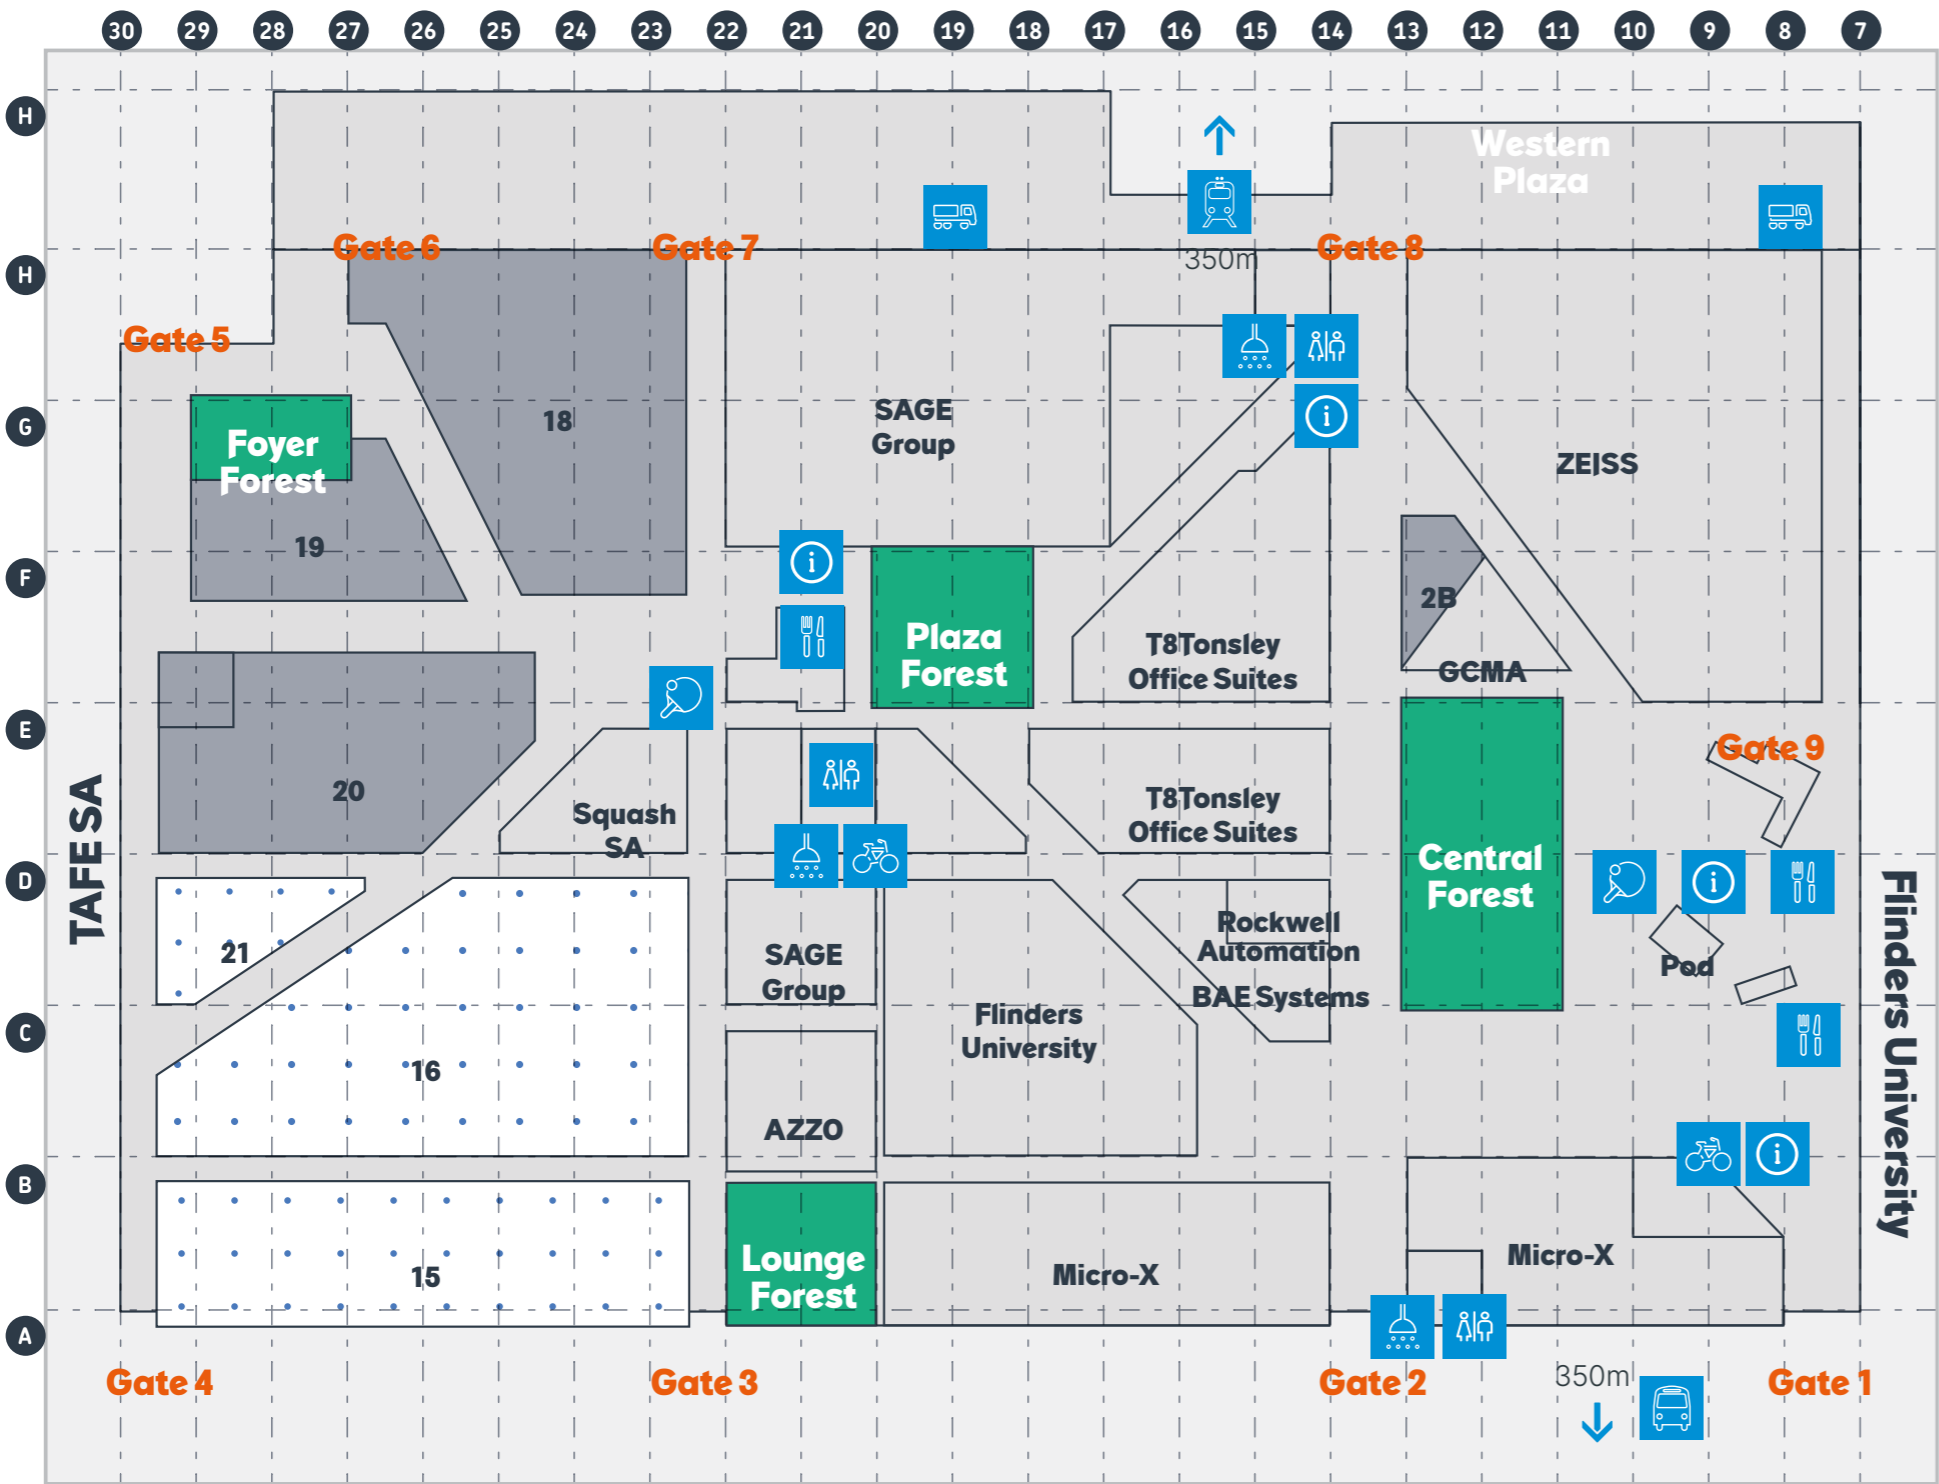 30 29 28 27 26 25 24 23 22 21 20 19 18 17 16 15 14 13 12 11 10 9 8 7
H
Western
Plaza
Gate 6
Gate 7
Gate 8
350m
H
Gate 5
G
18
SAGE
Group
i
Foyer
Forest
ZEISS
19
i
F
2B
Plaza
Forest
T8Tonsley
Office Suites
GCMA
E
Gate 9
20
Squash
SA
T8Tonsley
Office Suites
TAFE SA
Central
Forest
D
i
Flinders University
21
SAGE
Group
Rockwell
Automation
BAE Systems
Pod
C
Flinders
University
16
AZZO
i
B
15
Lounge
Forest
Micro-X
Micro-X
A
Gate 4
Gate 3
Gate 2
350m
Gate 1